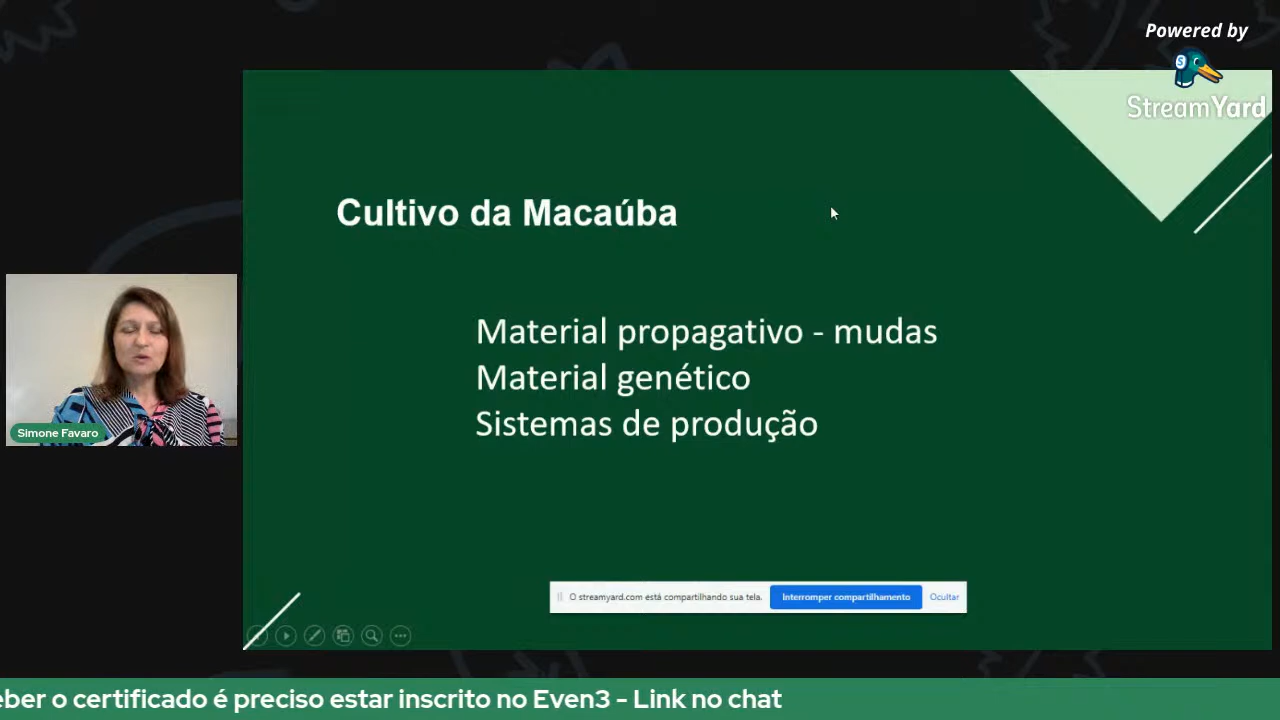 Powered by
StreamYard
Cultivo da Macaúba
Material propagativo - mudas
Material genético
Sistemas de produção
Simone Favaro
O streamyard.com está compartilhando sua tela. Interromper compartilhamento Ocultar
eber o certificado é preciso estar inscrito no Even3 - Link no chat